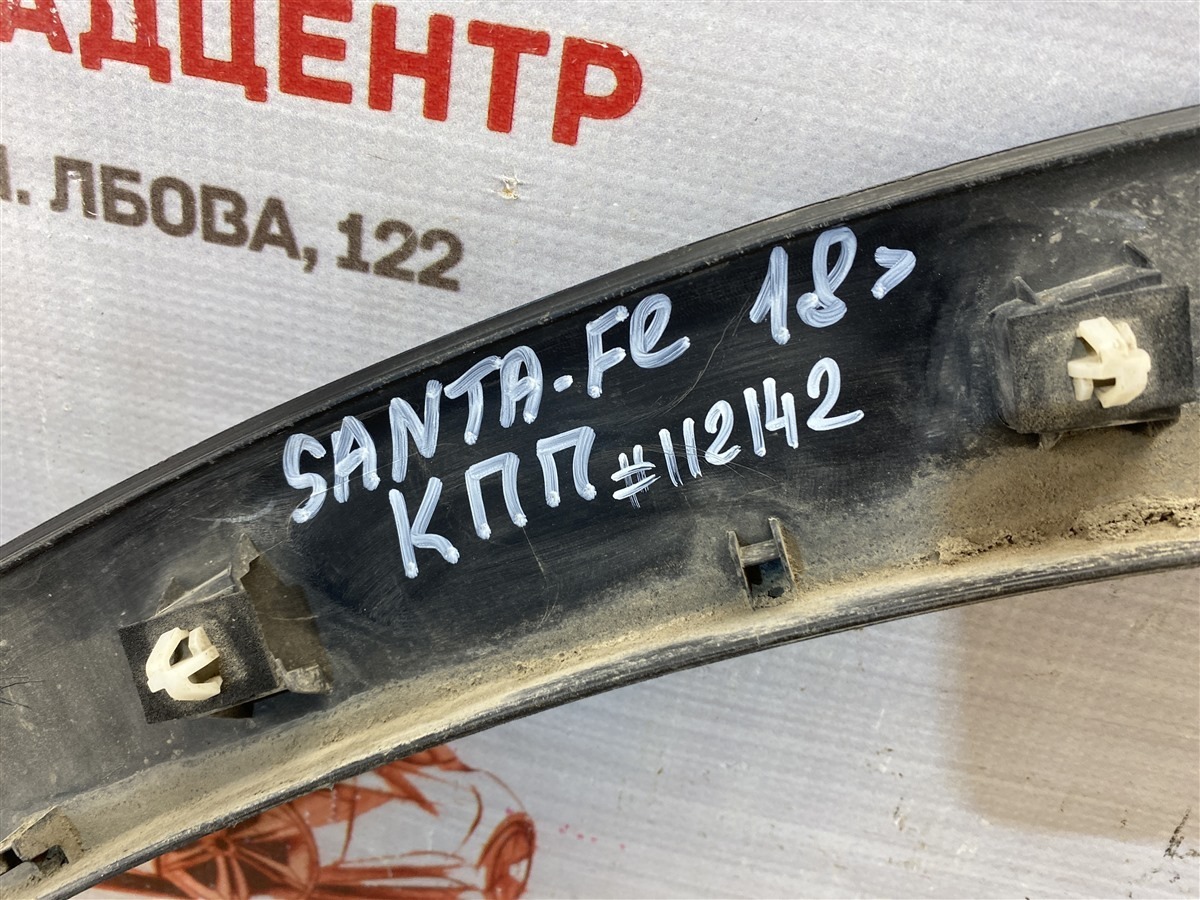 АДЦЕНТР
ЛБОВА, 122
SANTA-Fe 18>
КПП #112142